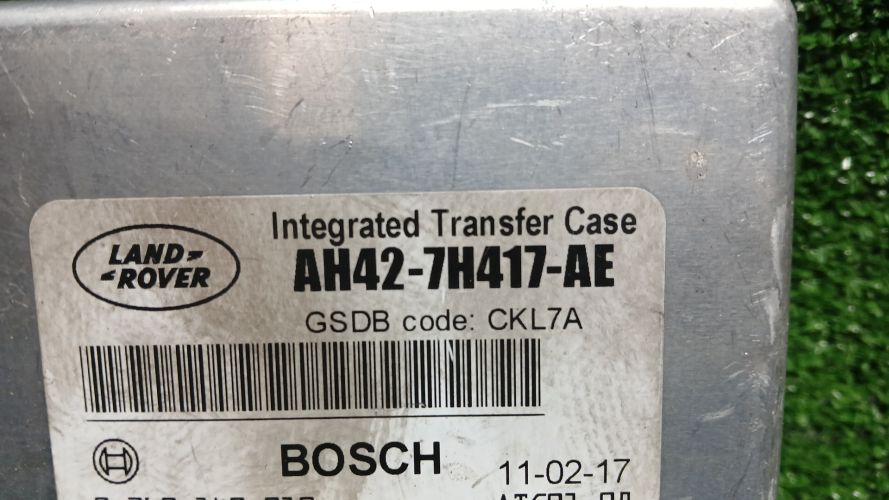 Integrated Transfer Case
LAND
ROVER
AH42-7H417-AE
GSDB code: CKL7A
BOSCH
11-02-17